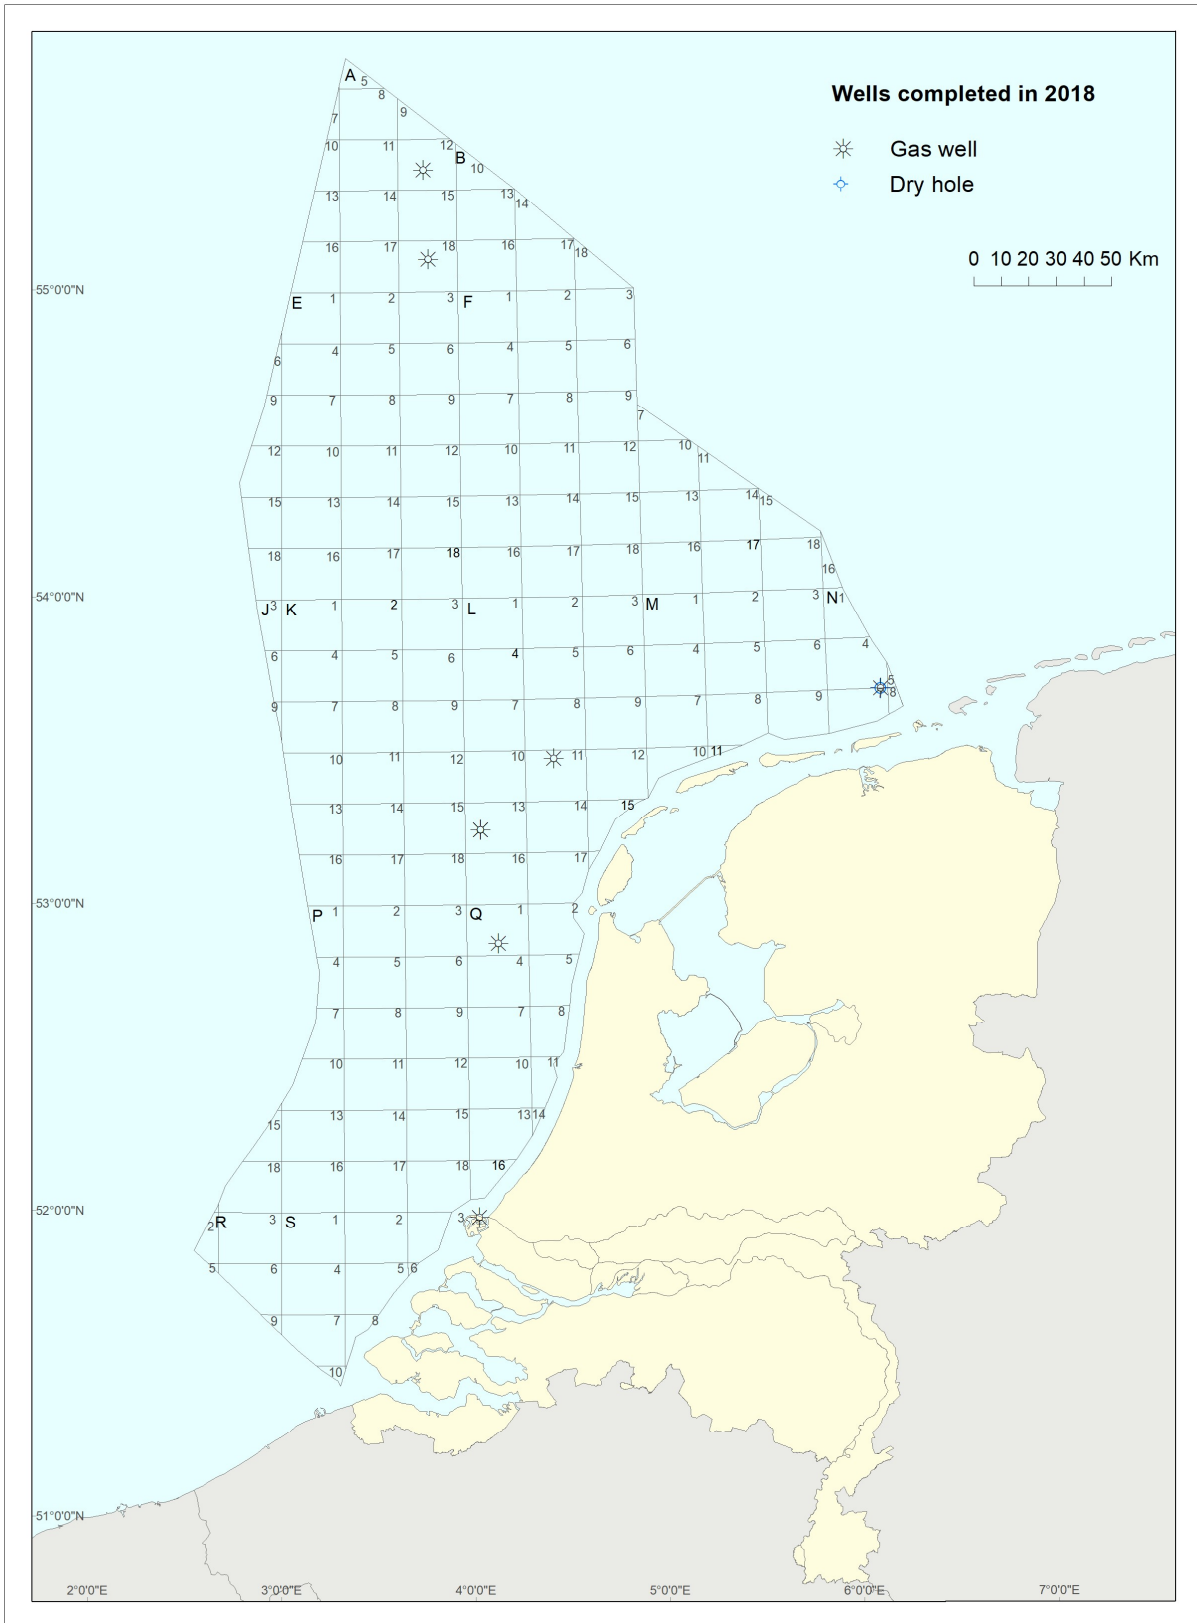 A 5
Wells completed in 2018
8
9
7
10 11 12
B
Gas well
10
Dry hole
13 14 15 13
14
16 17 18 16 17
18
0 10 20 30 40 50 Km
55°0'0"N
E 1 2 3 F 1 2 3
4 5 6 4 5 6
6
9 7 8 9 7 8 9
7
12 10 11 12 10 11 12 10
11
15 13 14 15 13 14 15 13 14
15
18 16 17 18 16 17 18 16 17 18
16
54°0'0"N
J 3 K 1 2 3 L 1 2 3 M 1 2 3 N 1
6 4 5 6 4 5 6 4 5 6 4
5
9 7 8 9 7 8 9 7 8 9 8
10 11 12 10 11 12 10 11
13 14 15 13 14 15
16 17 18 16 17
53°0'0"N
P 1 2 3 Q 1 2
4 5 6 4 5
7 8 9 7 8
10 11 12 10 11
15 13 14 15 13 14
18 16 17 18 16
52°0'0"N
2 R 3 S 1 2 3
5 6 4 5 6
9 7 8
10
51°0'0"N
2°0'0"E 3°0'0"E 4°0'0"E 5°0'0"E 6°0'0"E 7°0'0"E